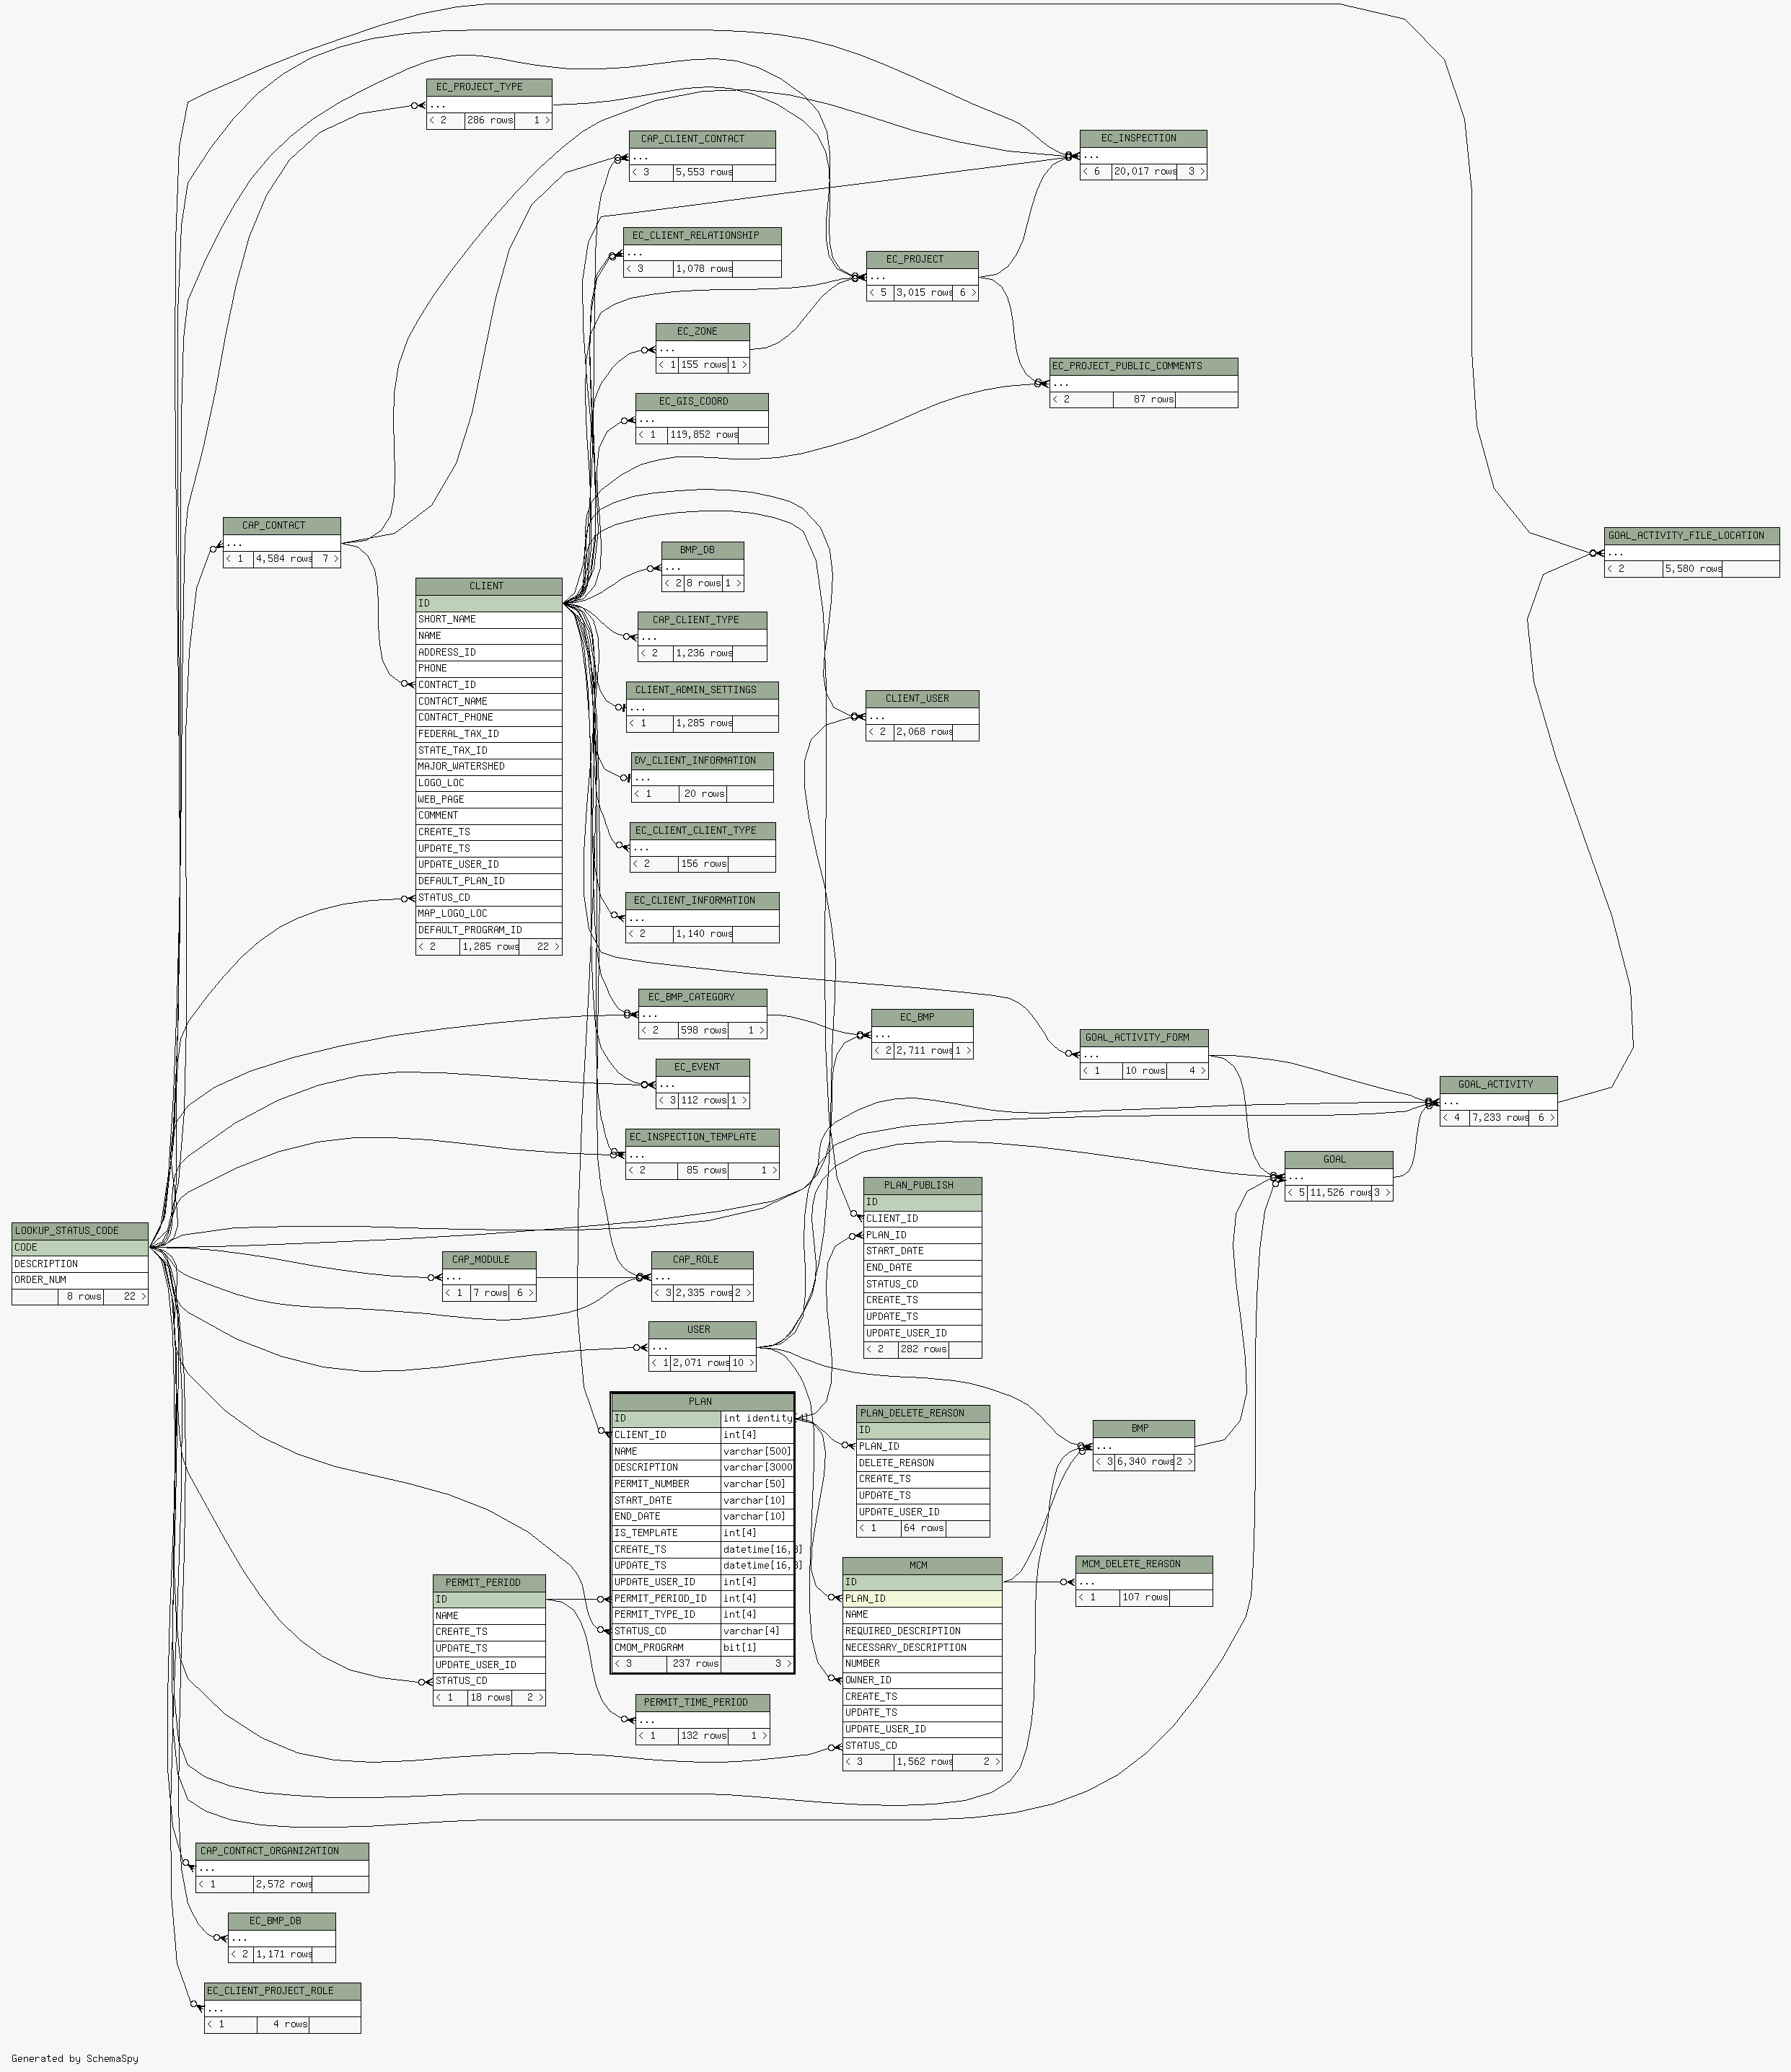 EC_PROJECT_TYPE
...
< 2 286 rows 1 >
CAP_CLIENT_CONTACT
...
< 3 5,553 rows
EC_INSPECTION
...
< 6 20,017 rows 3 >
EC_CLIENT_RELATIONSHIP
...
< 3 1,078 rows
EC_PROJECT
...
< 5 3,015 rows 6 >
EC_ZONE
...
< 1 155 rows 1 >
EC_PROJECT_PUBLIC_COMMENTS
...
< 2 87 rows
EC_GIS_COORD
...
< 1 119,852 rows
CAP_CONTACT
...
< 1 4,584 rows 7 >
GOAL_ACTIVITY_FILE_LOCATION
...
< 2 5,580 rows
BMP_DB
...
< 2 8 rows 1 >
CLIENT
ID
SHORT_NAME
NAME
ADDRESS_ID
PHONE
CONTACT_ID
CONTACT_NAME
CONTACT_PHONE
FEDERAL_TAX_ID
STATE_TAX_ID
MAJOR_WATERSHED
LOGO_LOC
WEB_PAGE
COMMENT
CREATE_TS
UPDATE_TS
UPDATE_USER_ID
DEFAULT_PLAN_ID
STATUS_CD
MAP_LOGO_LOC
DEFAULT_PROGRAM_ID
< 2 1,285 rows 22 >
CAP_CLIENT_TYPE
...
< 2 1,236 rows
CLIENT_ADMIN_SETTINGS
...
< 1 1,285 rows
CLIENT_USER
...
< 2 2,068 rows
DV_CLIENT_INFORMATION
...
< 1 20 rows
EC_CLIENT_CLIENT_TYPE
...
< 2 156 rows
EC_CLIENT_INFORMATION
...
< 2 1,140 rows
EC_BMP_CATEGORY
...
< 2 598 rows 1 >
EC_BMP
...
< 2 2,711 rows 1 >
GOAL_ACTIVITY_FORM
...
< 1 10 rows 4 >
EC_EVENT
...
< 3 112 rows 1 >
GOAL_ACTIVITY
...
< 4 7,233 rows 6 >
EC_INSPECTION_TEMPLATE
...
< 2 85 rows 1 >
GOAL
...
< 5 11,526 rows 3 >
PLAN_PUBLISH
ID
CLIENT_ID
PLAN_ID
START_DATE
END_DATE
STATUS_CD
CREATE_TS
UPDATE_TS
UPDATE_USER_ID
< 2 282 rows
LOOKUP_STATUS_CODE
CODE
DESCRIPTION
ORDER_NUM
8 rows 22 >
CAP_MODULE
...
< 1 7 rows 6 >
CAP_ROLE
...
< 3 2,335 rows 2 >
USER
...
< 1 2,071 rows 10 >
PLAN
ID int identity[4]
CLIENT_ID int[4]
NAME varchar[500]
DESCRIPTION varchar[3000
PERMIT_NUMBER varchar[50]
START_DATE varchar[10]
END_DATE varchar[10]
IS_TEMPLATE int[4]
CREATE_TS datetime[16,3]
UPDATE_TS datetime[16,3]
UPDATE_USER_ID int[4]
PERMIT_PERIOD_ID int[4]
PERMIT_TYPE_ID int[4]
STATUS_CD varchar[4]
CMOM_PROGRAM bit[1]
< 3 237 rows 3 >
PLAN_DELETE_REASON
ID
PLAN_ID
DELETE_REASON
CREATE_TS
UPDATE_TS
UPDATE_USER_ID
< 1 64 rows
BMP
...
< 3 6,340 rows 2 >
MCM
ID
PLAN_ID
NAME
REQUIRED_DESCRIPTION
NECESSARY_DESCRIPTION
NUMBER
OWNER_ID
CREATE_TS
UPDATE_TS
UPDATE_USER_ID
STATUS_CD
< 3 1,562 rows 2 >
MCM_DELETE_REASON
...
< 1 107 rows
PERMIT_PERIOD
ID
NAME
CREATE_TS
UPDATE_TS
UPDATE_USER_ID
STATUS_CD
< 1 18 rows 2 >
PERMIT_TIME_PERIOD
...
< 1 132 rows 1 >
CAP_CONTACT_ORGANIZATION
...
< 1 2,572 rows
EC_BMP_DB
...
< 2 1,171 rows
EC_CLIENT_PROJECT_ROLE
...
< 1 4 rows
Generated by SchemaSpy